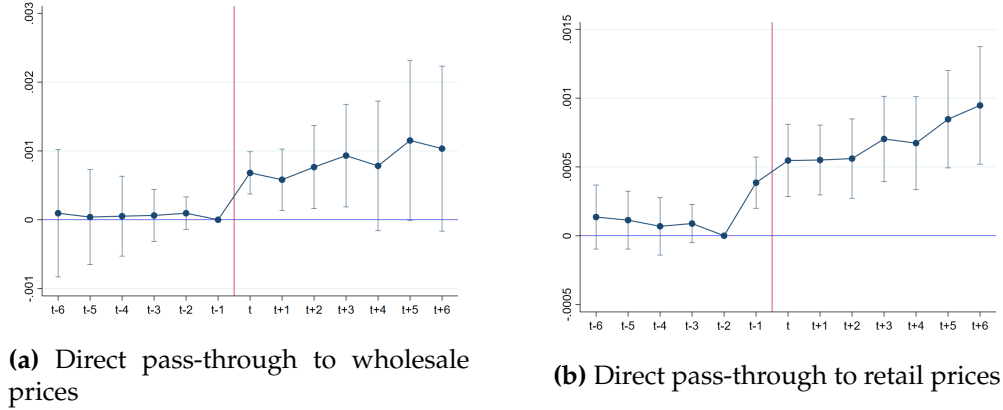 .003
.002
.001
0
-.001
t-6 t-5 t-4 t-3 t-2 t-1 t t+1 t+2 t+3 t+4 t+5 t+6
(a) Direct pass-through to wholesale
prices
.0015
.001
.0005
0
-.0005
t-6 t-5 t-4 t-3 t-2 t-1 t t+1 t+2 t+3 t+4 t+5 t+6
(b) Direct pass-through to retail prices